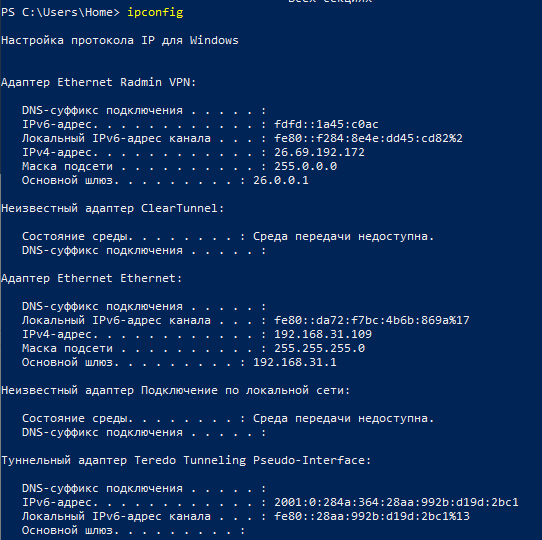 PS C:\Users\Home> ipconfig
Настройка протокола IP для Windows
Адаптер Ethernet Radmin VPN:
DNS-суффикс подключения . . . . . :
IPv6-адрес. . . . . . . . . . . . : fdfd::1a45:c0ac
Локальный IPv6-адрес канала . . . : fe80::f284:8e4e:dd45:cd82%2
IPv4-адрес. . . . . . . . . . . . : 26.69.192.172
Маска подсети . . . . . . . . . . : 255.0.0.0
Основной шлюз. . . . . . . . . : 26.0.0.1
Неизвестный адаптер ClearTunnel:
Состояние среды. . . . . . . . : Среда передачи недоступна.
DNS-суффикс подключения . . . . . :
Адаптер Ethernet Ethernet:
DNS-суффикс подключения . . . . . :
Локальный IPv6-адрес канала . . . : fe80::da72:f7bc:4b6b:869a%17
IPv4-адрес. . . . . . . . . . . . : 192.168.31.109
Маска подсети . . . . . . . . . . : 255.255.255.0
Основной шлюз. . . . . . . . . : 192.168.31.1
Неизвестный адаптер Подключение по локальной сети:
Состояние среды. . . . . . . . : Среда передачи недоступна.
DNS-суффикс подключения . . . . . :
Туннельный адаптер Teredo Tunneling Pseudo-Interface:
DNS-суффикс подключения . . . . . :
IPv6-адрес. . . . . . . . . . . . : 2001:0:284a:364:28aa:992b:d19d:2bc1
Локальный IPv6-адрес канала . . . : fe80::28aa:992b:d19d:2bc1%13
Основной шлюз. . . . . . . . . :